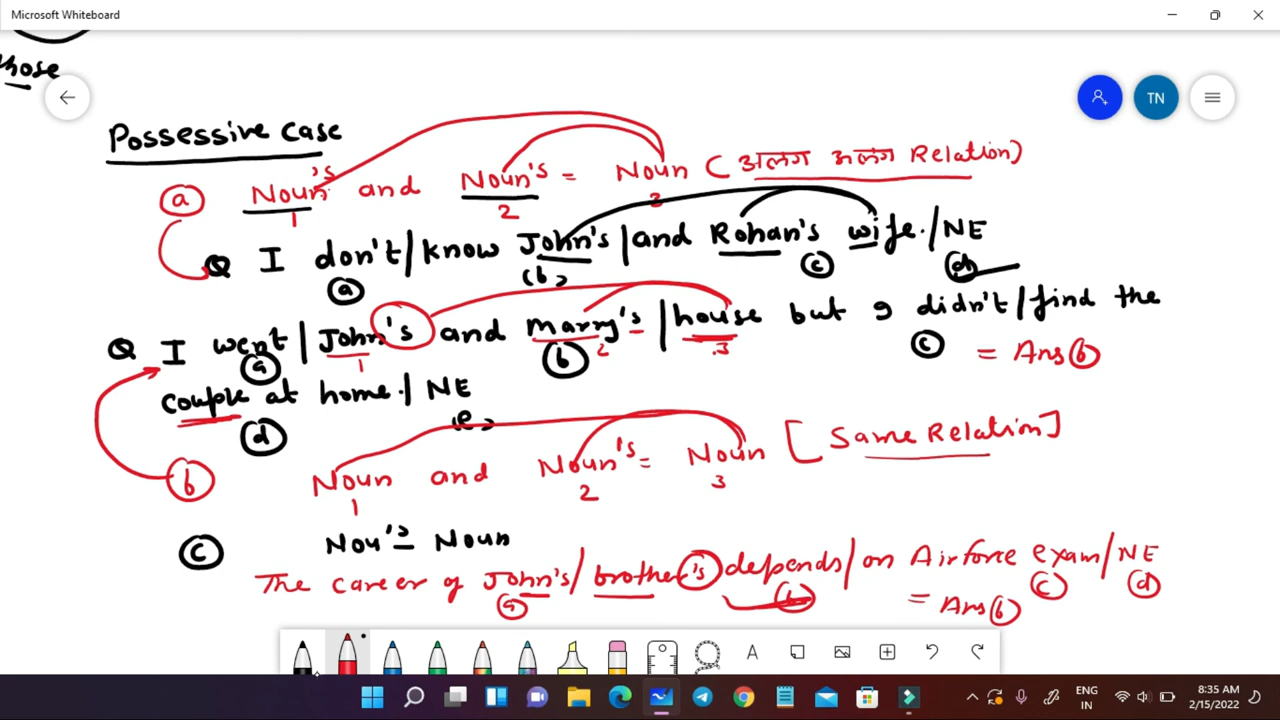 Microsoft Whiteboard
those
TN
Possessive Case
a Noun's and Noun's = Noun (अलग अलग Relation)
1 2 3
Q I don't/know John's/and Rohan's wife./NE
a (b) c d
Q I went/John's and Marry's/house but I didn't/find the
a 1 b 2 3 c = Ans b
couple at home./NE
d (e)
b Noun and Noun's = Noun [Same Relation]
1 2 3
c Nou's Noun
The career of John's/brother's depends/on Airforce exam/NE
a b c d
= Ans b
A
ENG
IN
8:35 AM
2/15/2022